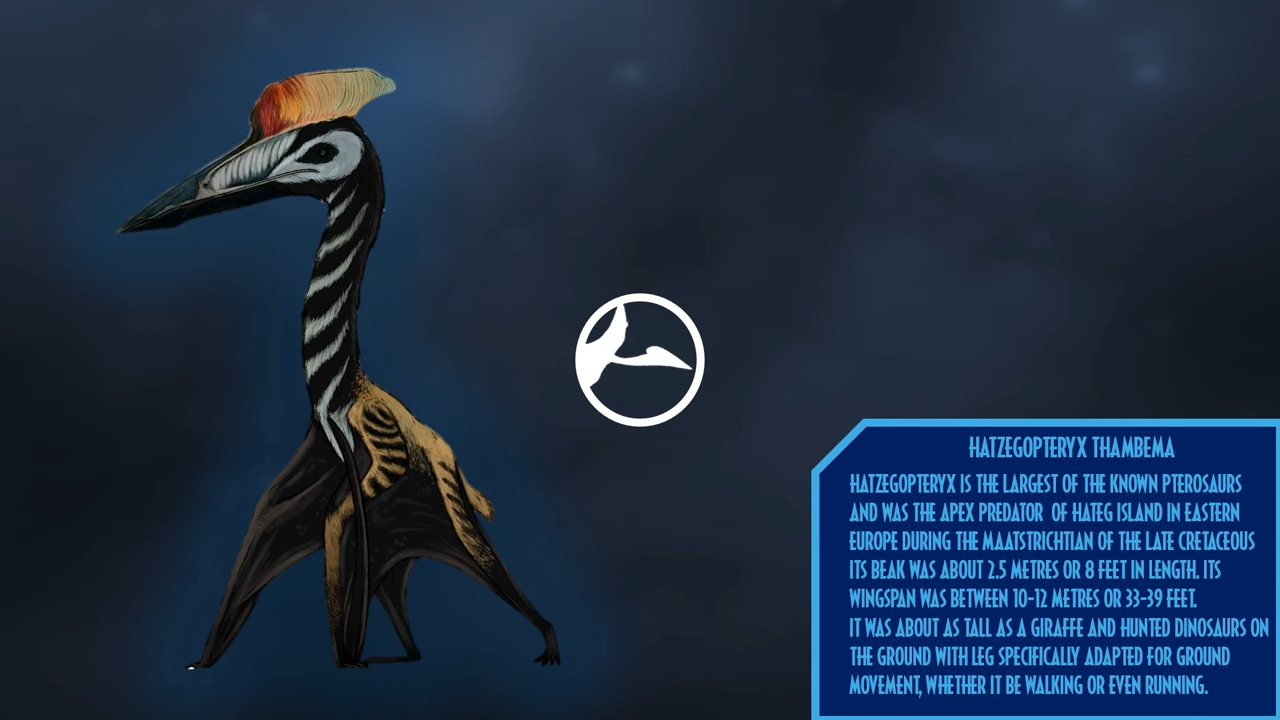 HATZEGOPTERYX THAMBEMA
HATZEGOPTERYX IS THE LARGEST OF THE KNOWN PTEROSAURS
AND WAS THE APEX PREDATOR OF HATEG ISLAND IN EASTERN
EUROPE DURING THE MAATSTRICHTIAN OF THE LATE CRETACEOUS
ITS BEAK WAS ABOUT 2.5 METRES OR 8 FEET IN LENGTH. ITS
WINGSPAN WAS BETWEEN 10-12 METRES OR 33-39 FEET.
IT WAS ABOUT AS TALL AS A GIRAFFE AND HUNTED DINOSAURS ON
THE GROUND WITH LEG SPECIFICALLY ADAPTED FOR GROUND
MOVEMENT, WHETHER IT BE WALKING OR EVEN RUNNING.